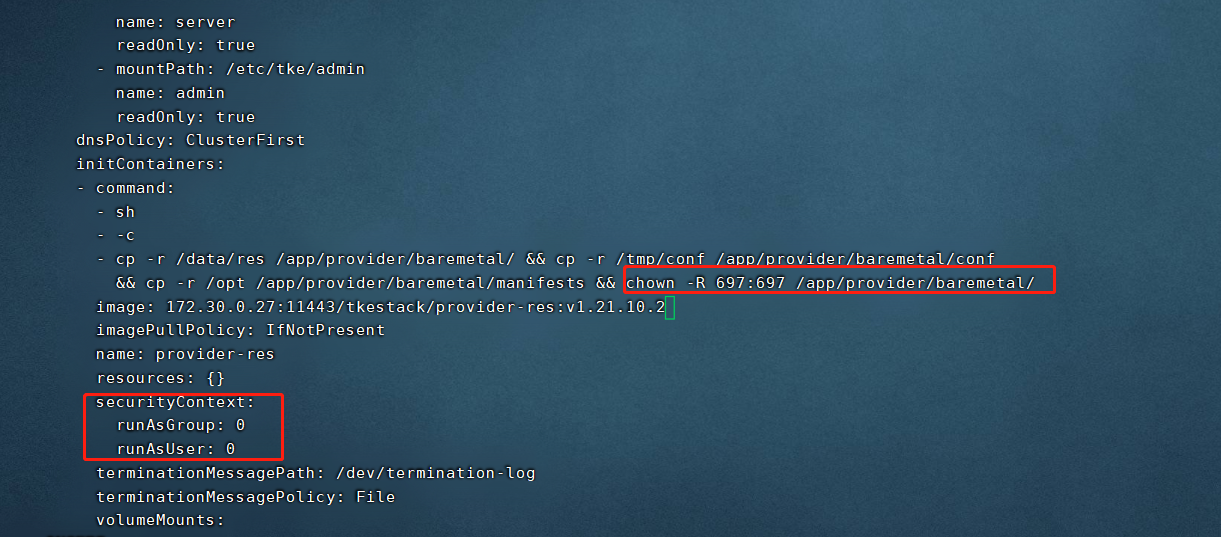 name: server
readOnly: true
- mountPath: /etc/tke/admin
name: admin
readOnly: true
dnsPolicy: ClusterFirst
initContainers:
- command:
- sh
- -c
- cp -r /data/res /app/provider/baremetal/ && cp -r /tmp/conf /app/provider/baremetal/conf
&& cp -r /opt /app/provider/baremetal/manifests && chown -R 697:697 /app/provider/baremetal/
image: 172.30.0.27:11443/tkestack/provider-res:v1.21.10.2
imagePullPolicy: IfNotPresent
name: provider-res
resources: {}
securityContext:
runAsGroup: 0
runAsUser: 0
terminationMessagePath: /dev/termination-log
terminationMessagePolicy: File
volumeMounts: